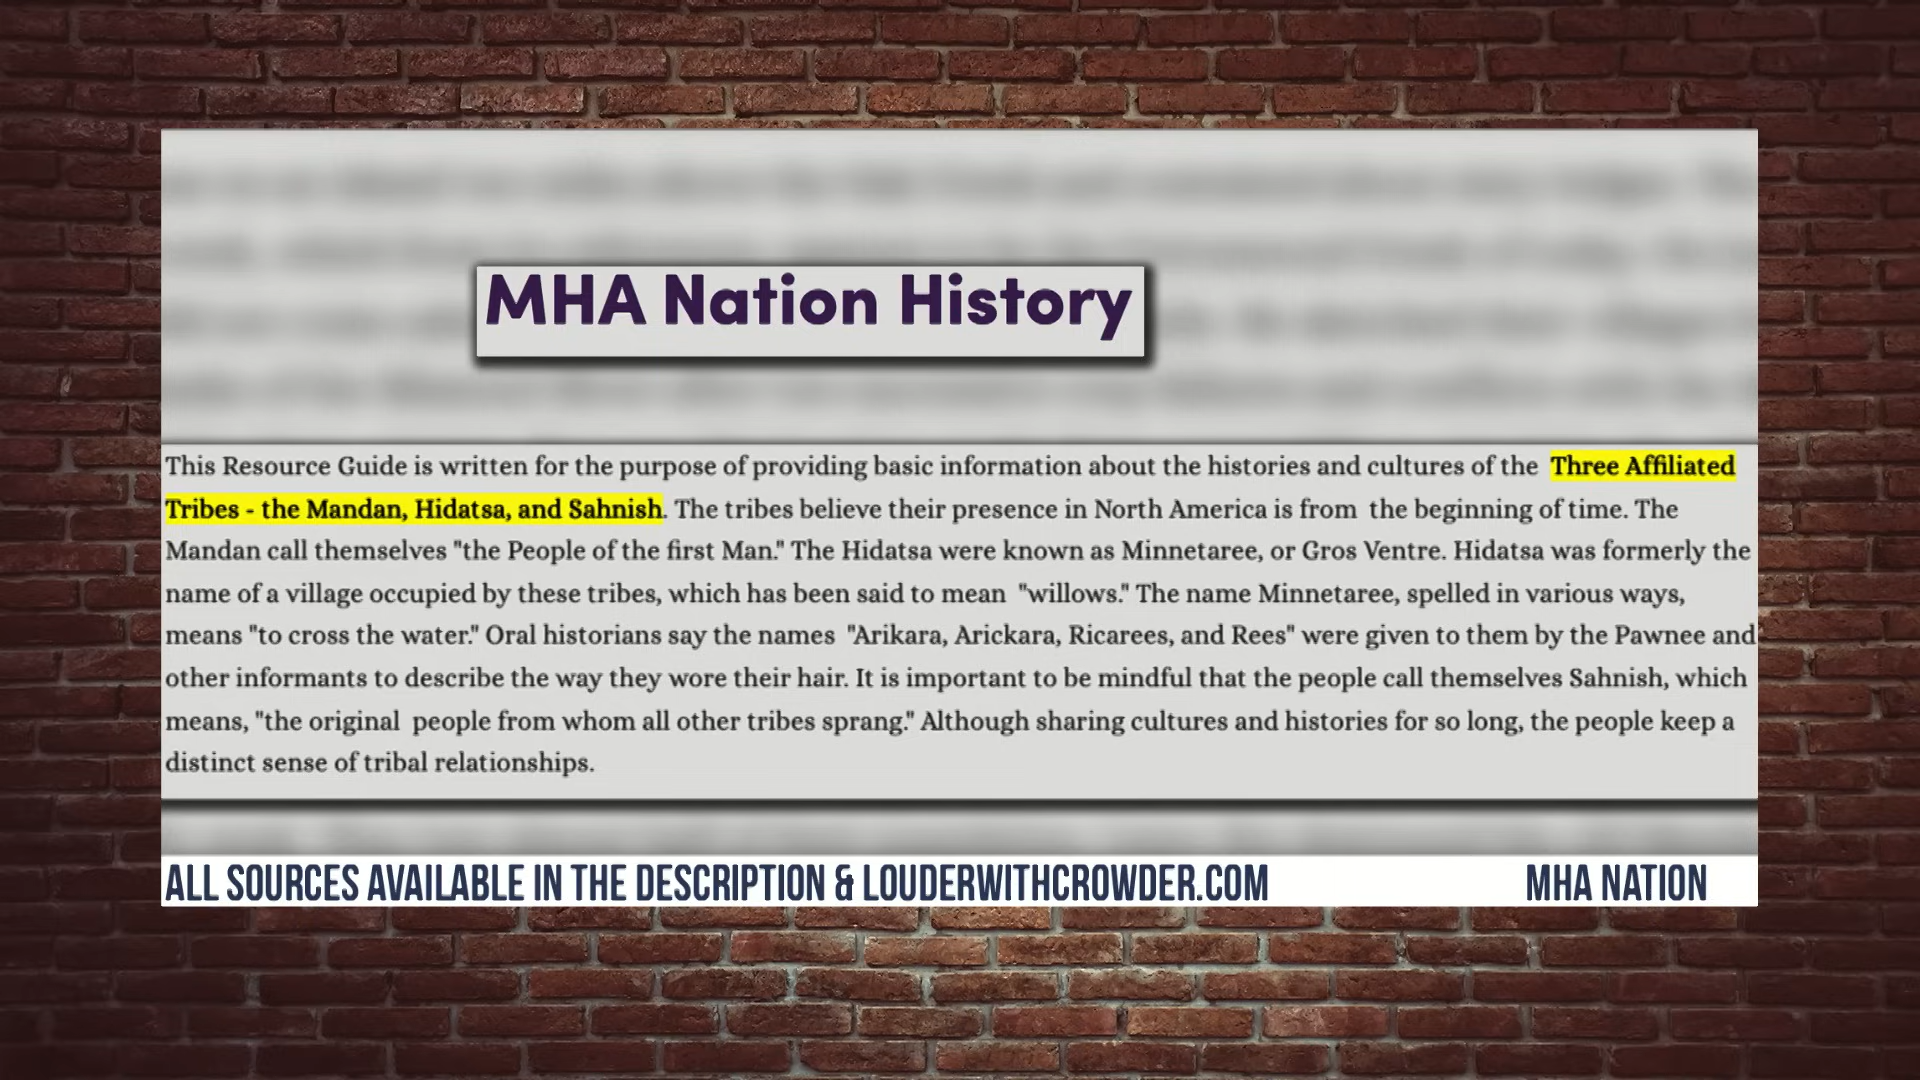 MHA Nation History
This Resource Guide is written for the purpose of providing basic information about the histories and cultures of the Three Affiliated
Tribes - the Mandan, Hidatsa, and Sahnish. The tribes believe their presence in North America is from the beginning of time. The
Mandan call themselves "the People of the first Man." The Hidatsa were known as Minnetaree, or Gros Ventre. Hidatsa was formerly the
name of a village occupied by these tribes, which has been said to mean "willows." The name Minnetaree, spelled in various ways,
means "to cross the water." Oral historians say the names "Arikara, Arickara, Ricarees, and Rees" were given to them by the Pawnee and
other informants to describe the way they wore their hair. It is important to be mindful that the people call themselves Sahnish, which
means, "the original people from whom all other tribes sprang." Although sharing cultures and histories for so long, the people keep a
distinct sense of tribal relationships.
ALL SOURCES AVAILABLE IN THE DESCRIPTION & LOUDERWITHCROWDER.COM
MHA NATION